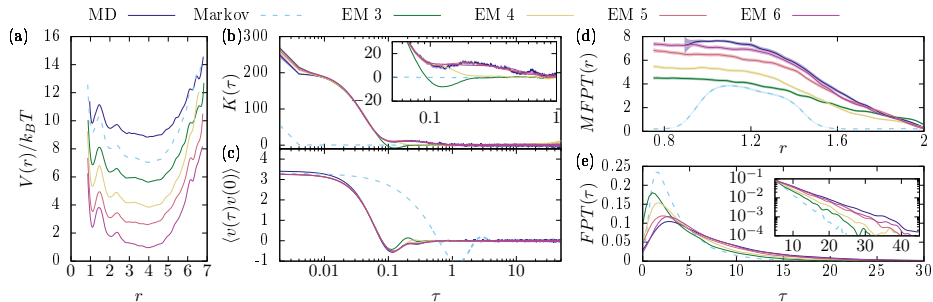 MD Markov EM 3 EM 4 EM 5 EM 6
(a)
V(r)/k_BT
16
14
12
10
8
6
4
2
0
0 1 2 3 4 5 6 7
r
(b)
K(τ)
300
200
100
0
20
0
−20
0.1 1
(c)
⟨v(τ)v(0)⟩
4
3
2
1
0
-1
0.01 0.1 1 10
τ
(d)
MFPT(r)
8
6
4
2
0
0.8 1.2 1.6 2
r
(e)
FPT(τ)
0.25
0.2
0.15
0.1
0.05
0
0 5 10 15 20 25 30
τ
10⁻¹
10⁻²
10⁻³
10⁻⁴
10 20 30 40